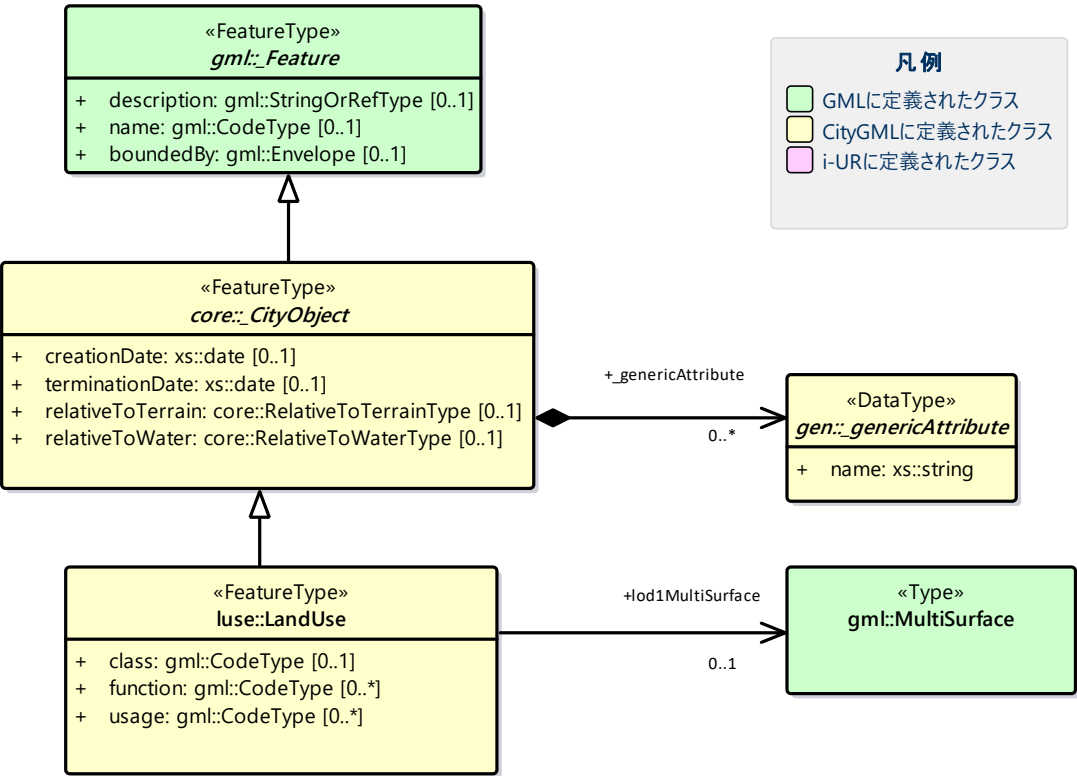 «FeatureType»
gml::_Feature
+ description: gml::StringOrRefType [0..1]
+ name: gml::CodeType [0..1]
+ boundedBy: gml::Envelope [0..1]
凡例
GMLに定義されたクラス
CityGMLに定義されたクラス
i-URに定義されたクラス
«FeatureType»
core::_CityObject
+ creationDate: xs::date [0..1]
+ terminationDate: xs::date [0..1]
+ relativeToTerrain: core::RelativeToTerrainType [0..1]
+ relativeToWater: core::RelativeToWaterType [0..1]
+_genericAttribute
0..*
«DataType»
gen::_genericAttribute
+ name: xs::string
«FeatureType»
luse::LandUse
+ class: gml::CodeType [0..1]
+ function: gml::CodeType [0..*]
+ usage: gml::CodeType [0..*]
+lod1MultiSurface
0..1
«Type»
gml::MultiSurface